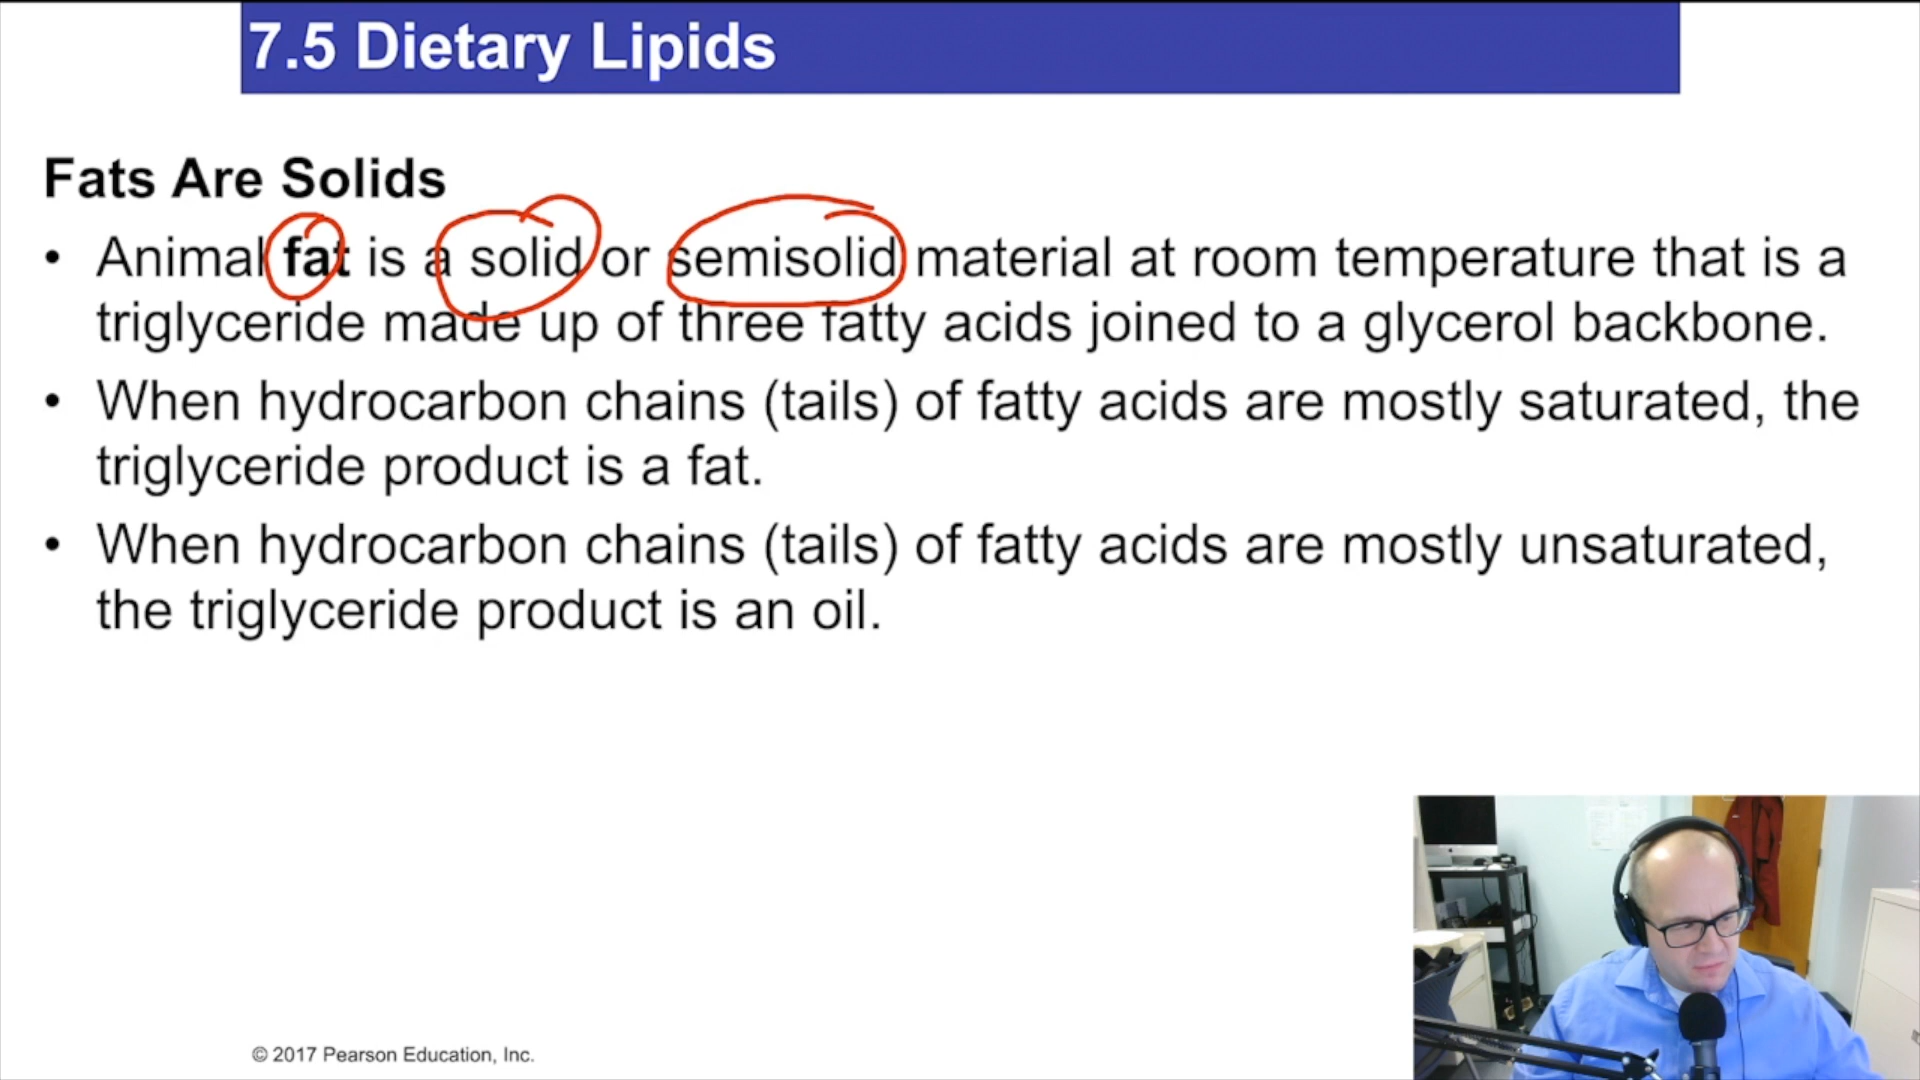 7.5 Dietary Lipids
Fats Are Solids
• Animal fat is a solid or semisolid material at room temperature that is a
triglyceride made up of three fatty acids joined to a glycerol backbone.
• When hydrocarbon chains (tails) of fatty acids are mostly saturated, the
triglyceride product is a fat.
• When hydrocarbon chains (tails) of fatty acids are mostly unsaturated,
the triglyceride product is an oil.
© 2017 Pearson Education, Inc.